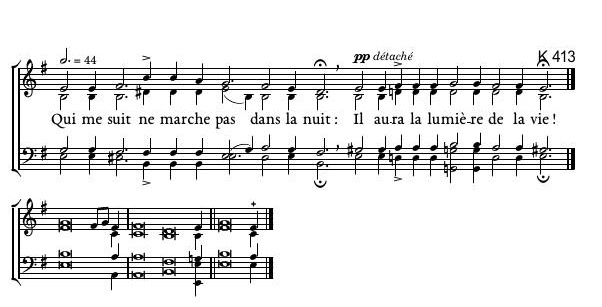 = 44
pp détaché
K 413
Qui me suit ne marche pas dans la nuit : Il au-ra la lumiè-re de la vie !